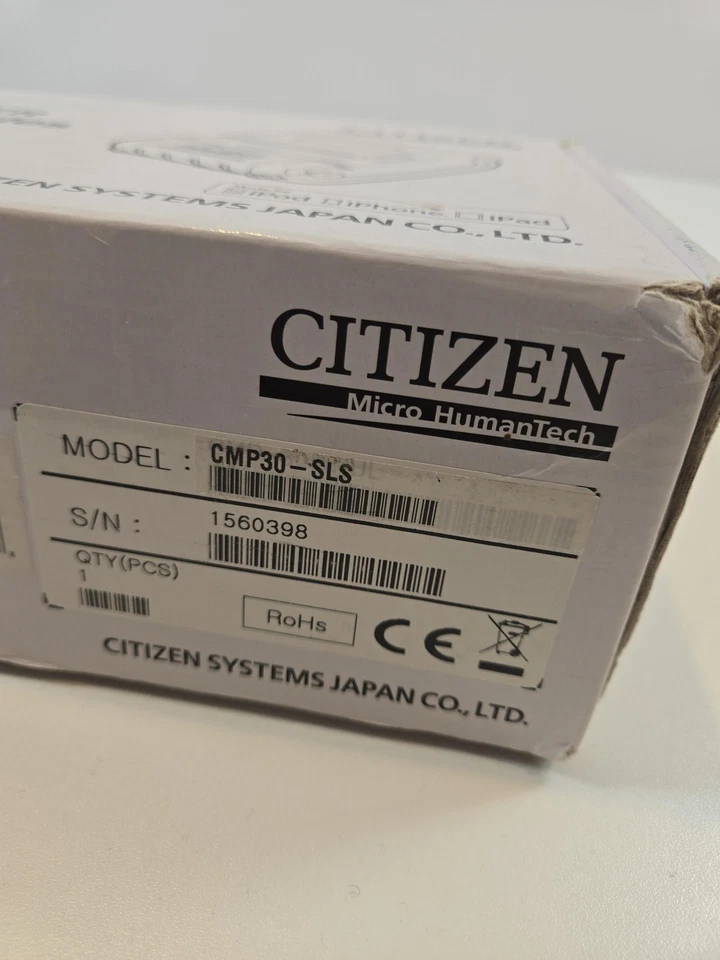 ZEN SYSTEMS JAPAN CO., LTD.
iPod iPhone iPad
CITIZEN
Micro HumanTech
MODEL : CMP30-SLS
S/N : 1560398
QTY(PCS)
1
RoHs
CE
CITIZEN SYSTEMS JAPAN CO., LTD.